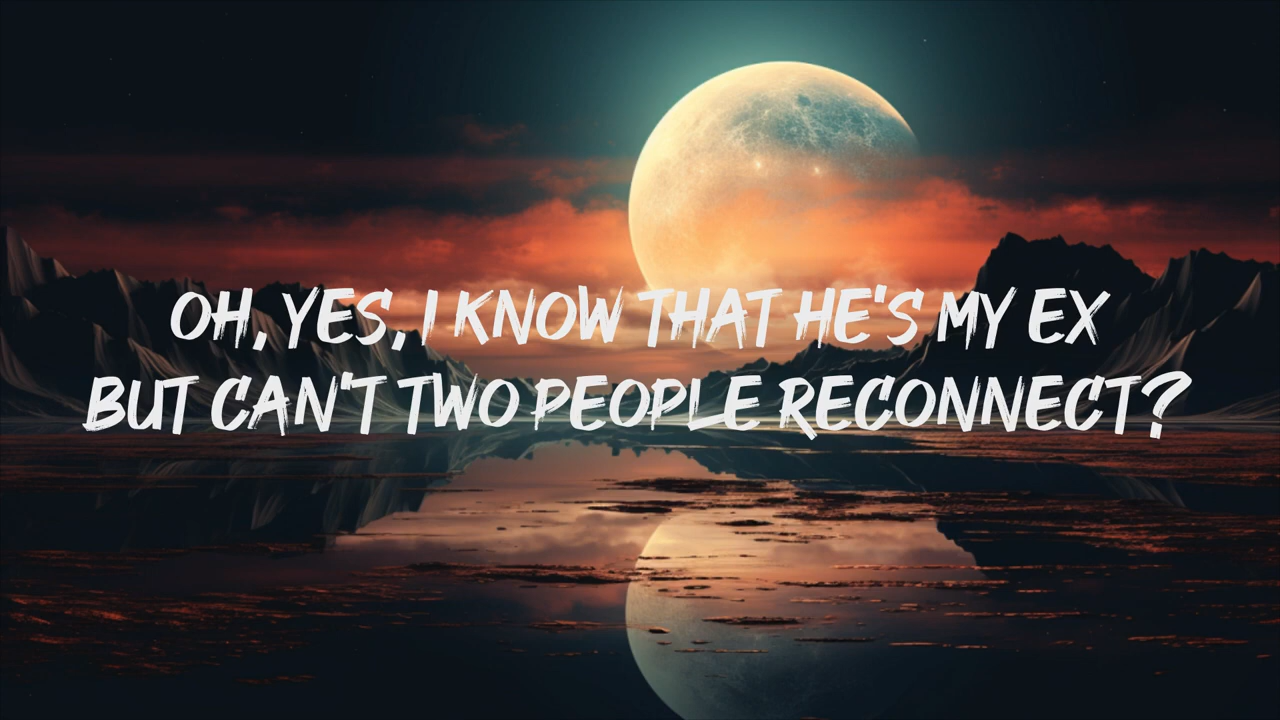 OH, YES, I KNOW THAT HE'S MY EX
BUT CAN'T TWO PEOPLE RECONNECT?